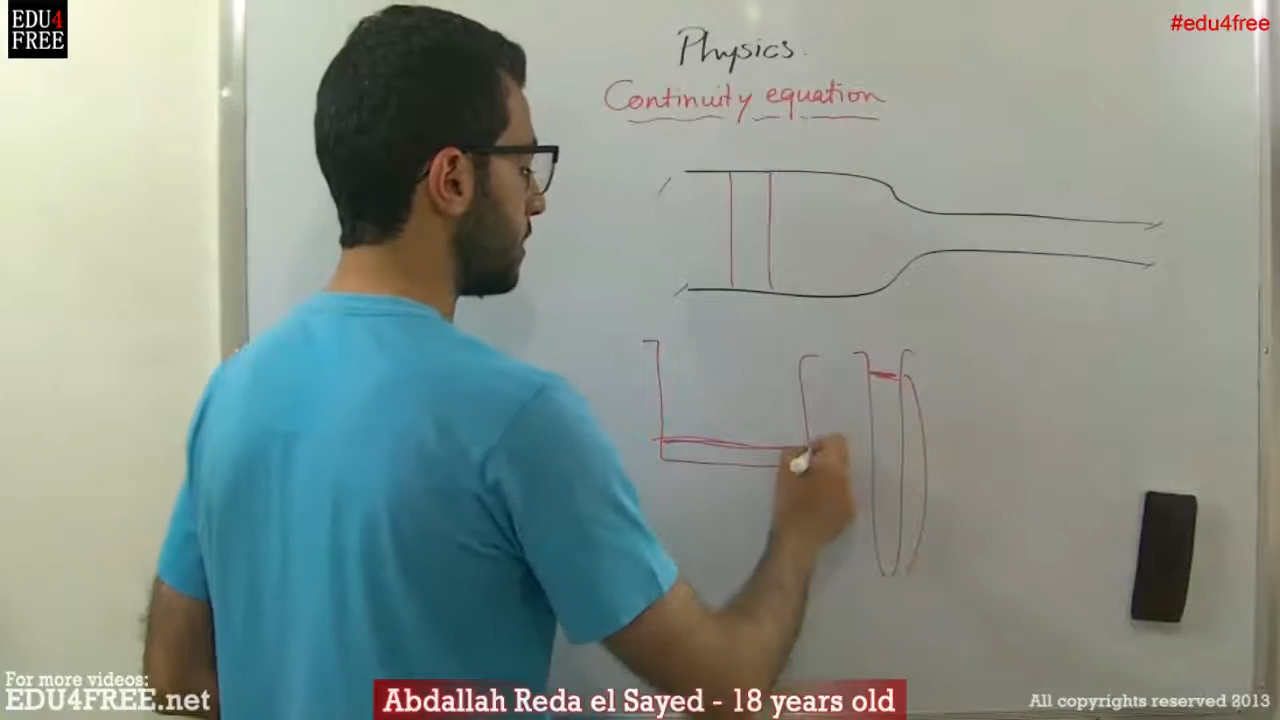 EDU4
FREE
#edu4free
Physics.
Continuity equation
For more videos:
EDU4FREE.net
Abdallah Reda el Sayed - 18 years old
All copyrights reserved 2013